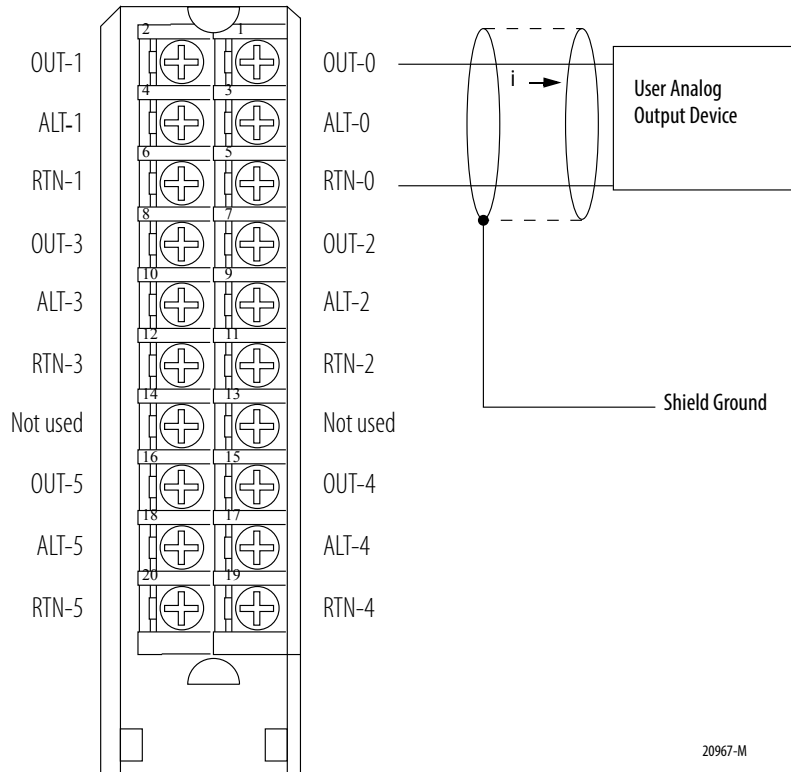 2 1
OUT-1 OUT-0
i
User Analog
Output Device
4 3
ALT-1 ALT-0
6 5
RTN-1 RTN-0
8 7
OUT-3 OUT-2
10 9
ALT-3 ALT-2
12 11
RTN-3 RTN-2
14 13
Not used Not used
Shield Ground
16 15
OUT-5 OUT-4
18 17
ALT-5 ALT-4
20 19
RTN-5 RTN-4
20967-M